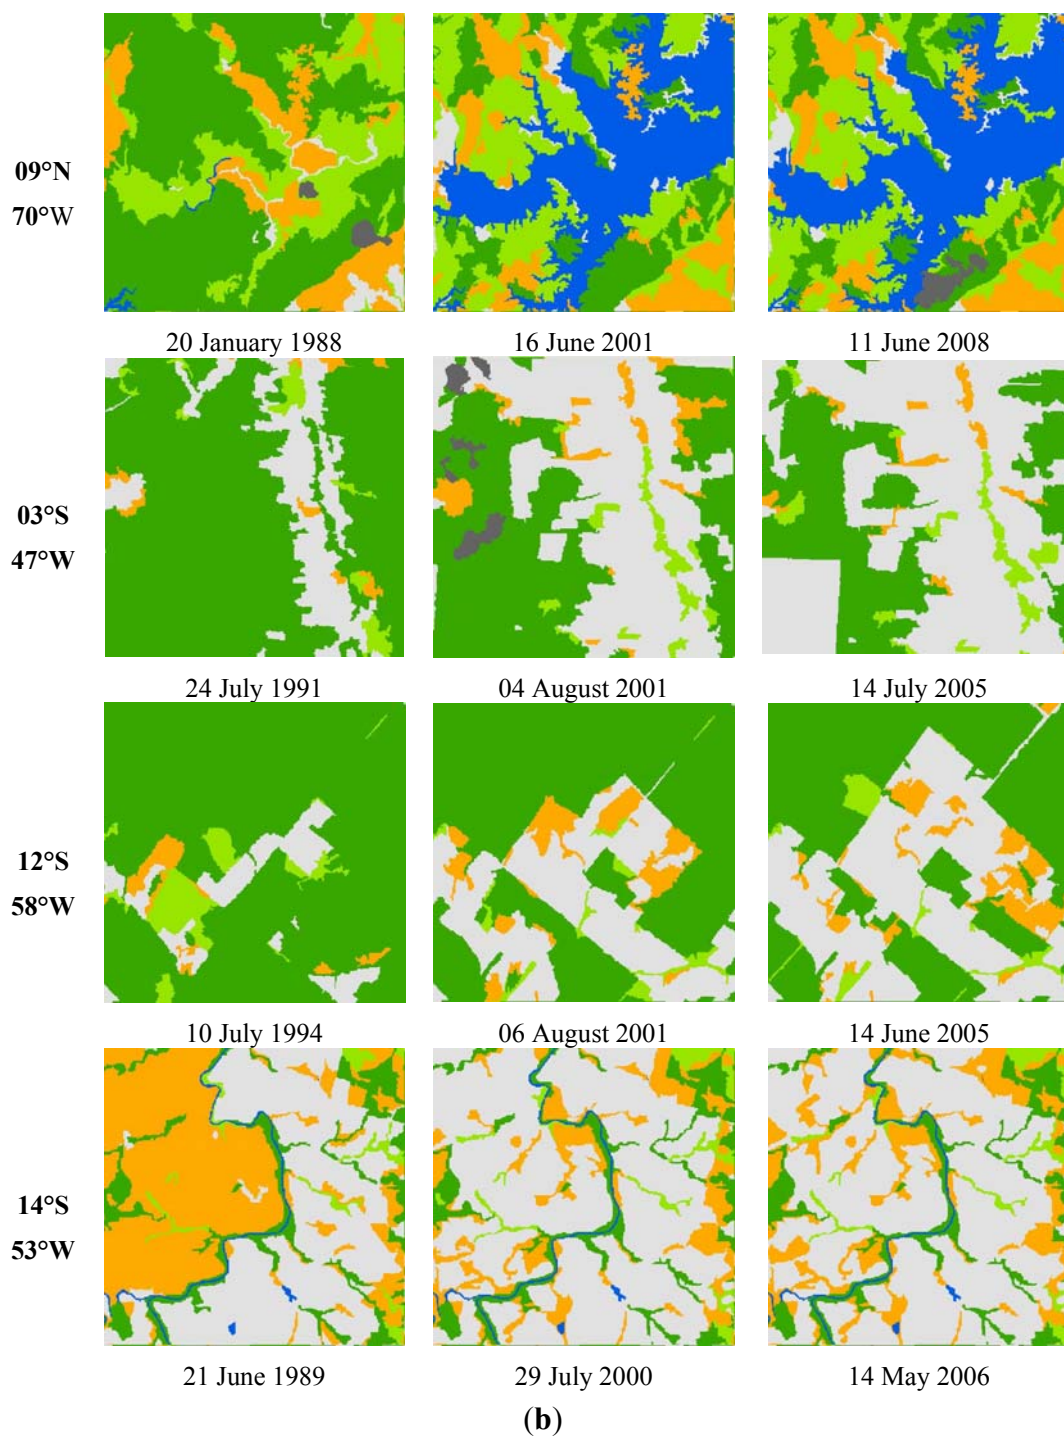 09°N
70°W
20 January 1988 16 June 2001 11 June 2008
03°S
47°W
24 July 1991 04 August 2001 14 July 2005
12°S
58°W
10 July 1994 06 August 2001 14 June 2005
14°S
53°W
21 June 1989 29 July 2000 14 May 2006
(b)